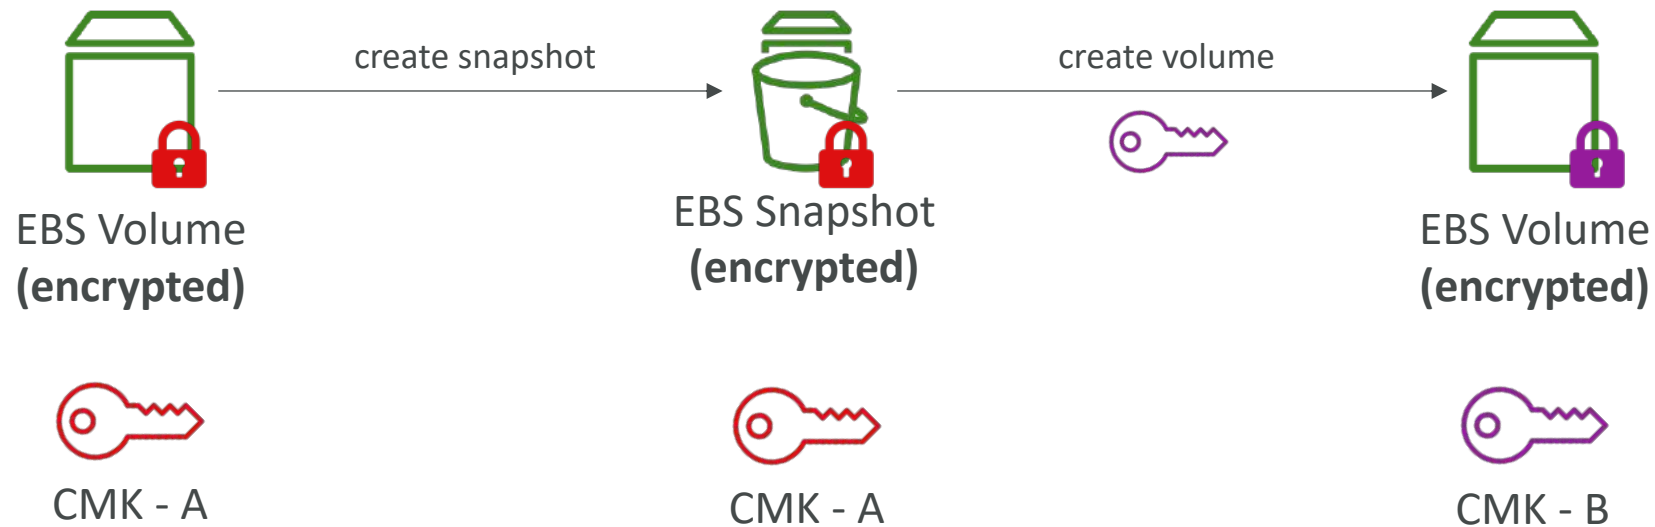 create snapshot
create volume
EBS Volume
(encrypted)
EBS Snapshot
(encrypted)
EBS Volume
(encrypted)
CMK - A
CMK - A
CMK - B